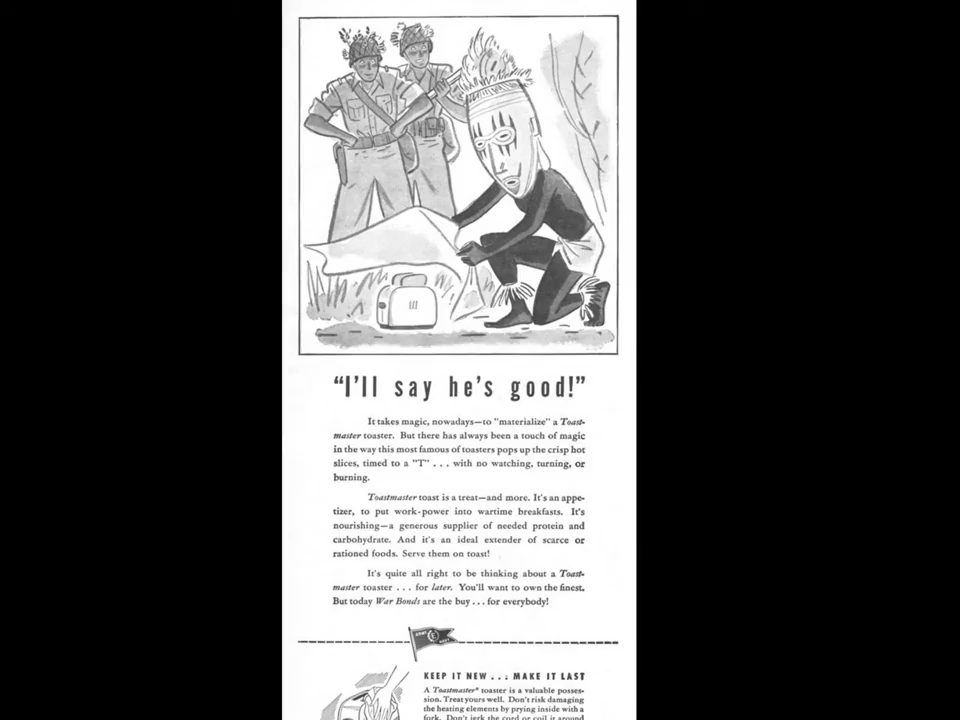 "I'll say he's good!"
It takes magic, nowadays—to "materialize" a Toast-
master toaster. But there has always been a touch of magic
in the way this most famous of toasters pops up the crisp hot
slices, timed to a "T" . . . with no watching, turning, or
burning.
Toastmaster toast is a treat—and more. It's an appe-
tizer, to put work-power into wartime breakfasts. It's
nourishing—a generous supplier of needed protein and
carbohydrate. And it's an ideal extender of scarce or
rationed foods. Serve them on toast!
It's quite all right to be thinking about a Toast-
master toaster . . . for later. You'll want to own the finest.
But today War Bonds are the buy . . . for everybody!
ARMY E NAVY
KEEP IT NEW . . . MAKE IT LAST
A Toastmaster* toaster is a valuable posses-
sion. Treat yours well. Don't risk damaging
the heating elements by prying inside with a
fork. Don't jerk the cord or coil it around